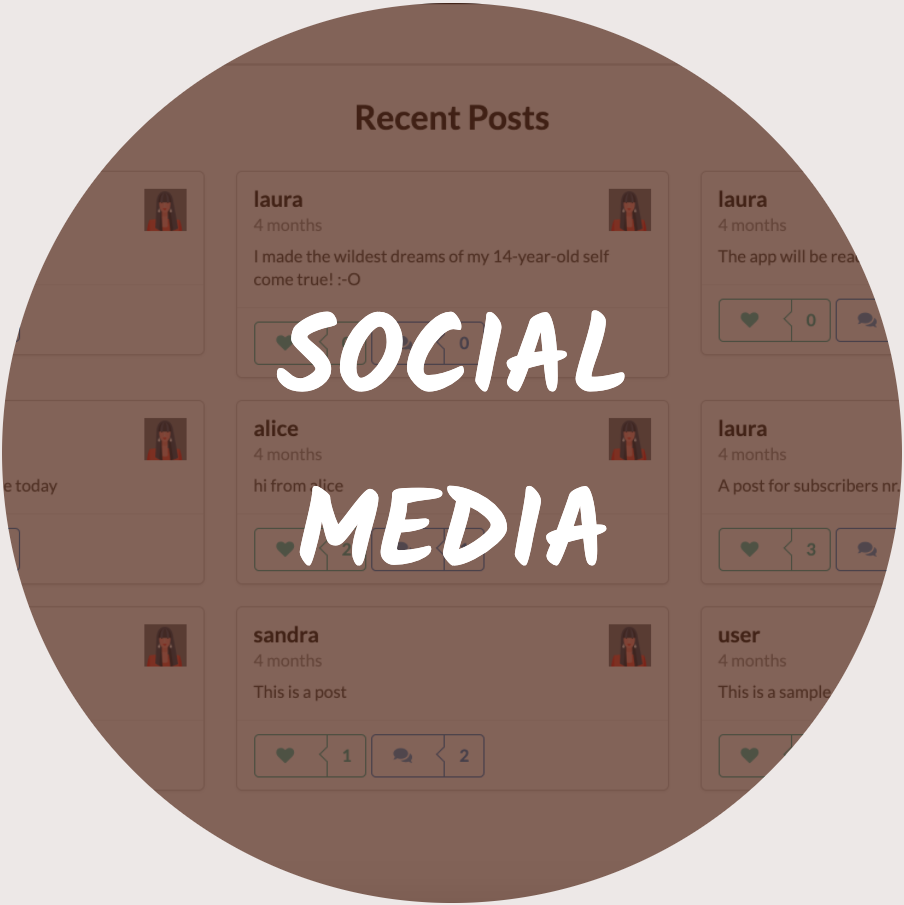 Recent Posts
laura
4 months
I made the wildest dreams of my 14-year-old self
come true! :-O
0
laura
4 months
The app will be
0
SOCIAL
e today
alice
4 months
hi from alice
2
laura
4 months
A post for subscribers nr.
3
MEDIA
sandra
4 months
This is a post
1 2
user
4 months
This is a sample